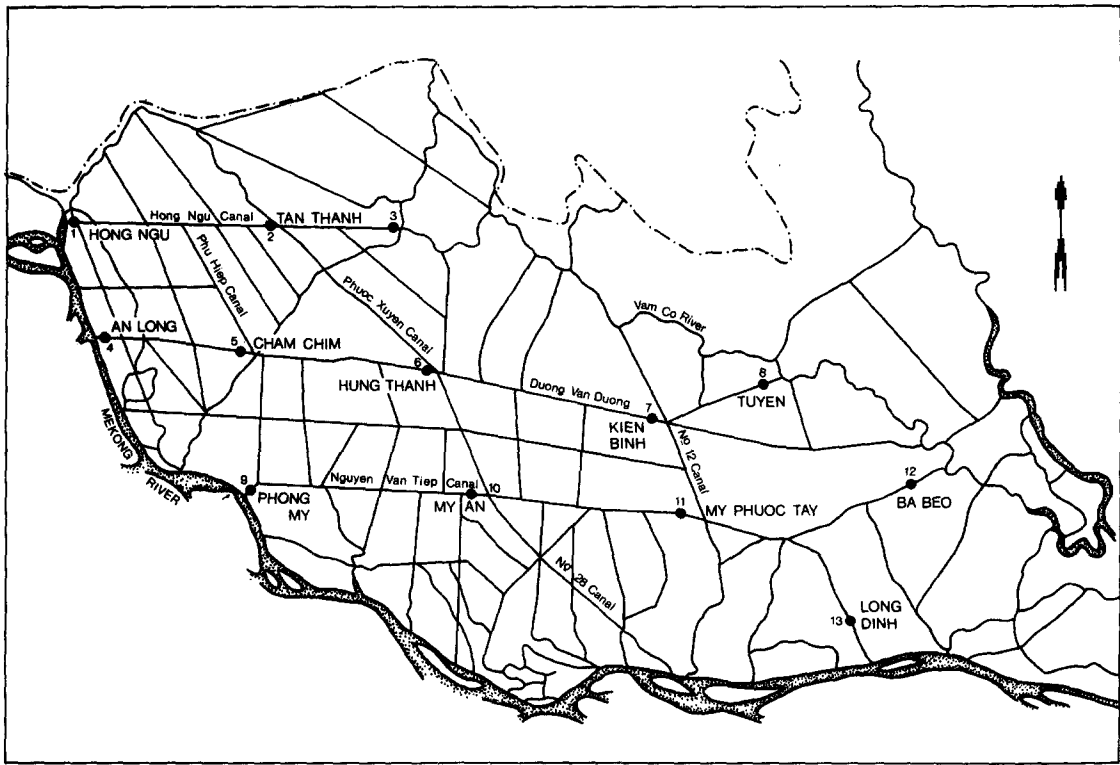 Hong Ngu Canal
TAN THANH
3
1
HONG NGU
2
Phu Hiep Canal
Phuoc Xuyen Canal
Vam Co River
AN LONG
4
5
CHAM CHIM
6
HUNG THANH
Duong Van Duong
8
TUYEN
7
KIEN
BINH
MEKONG
RIVER
No 12 Canal
9
PHONG
MY
Nguyen Van Tiep Canal
10
MY AN
11
MY PHUOC TAY
12
BA BEO
No 28 Canal
13
LONG
DINH